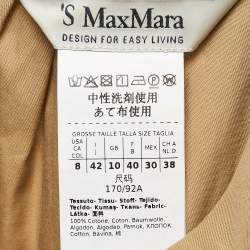 'S MaxMara
DESIGN FOR EASY LIVING
中性洗剤使用
あて布使用
GROSSE TAILLE TALLA SIZE TAGLIA
USA CA COL I GB F B MEX CH A NL D
8 42 10 40 30 38
尺码
170/92A
Tessuto- Tissu- Stoff- Tejido-
Tecido- Kumaş- Ткань- Fabric-
Látka- 面料
100% Cotone, Coton, Baumwolle,
Algodon, Algodao, Pamuk, Хлопок,
Cotton, Bavlna, 棉